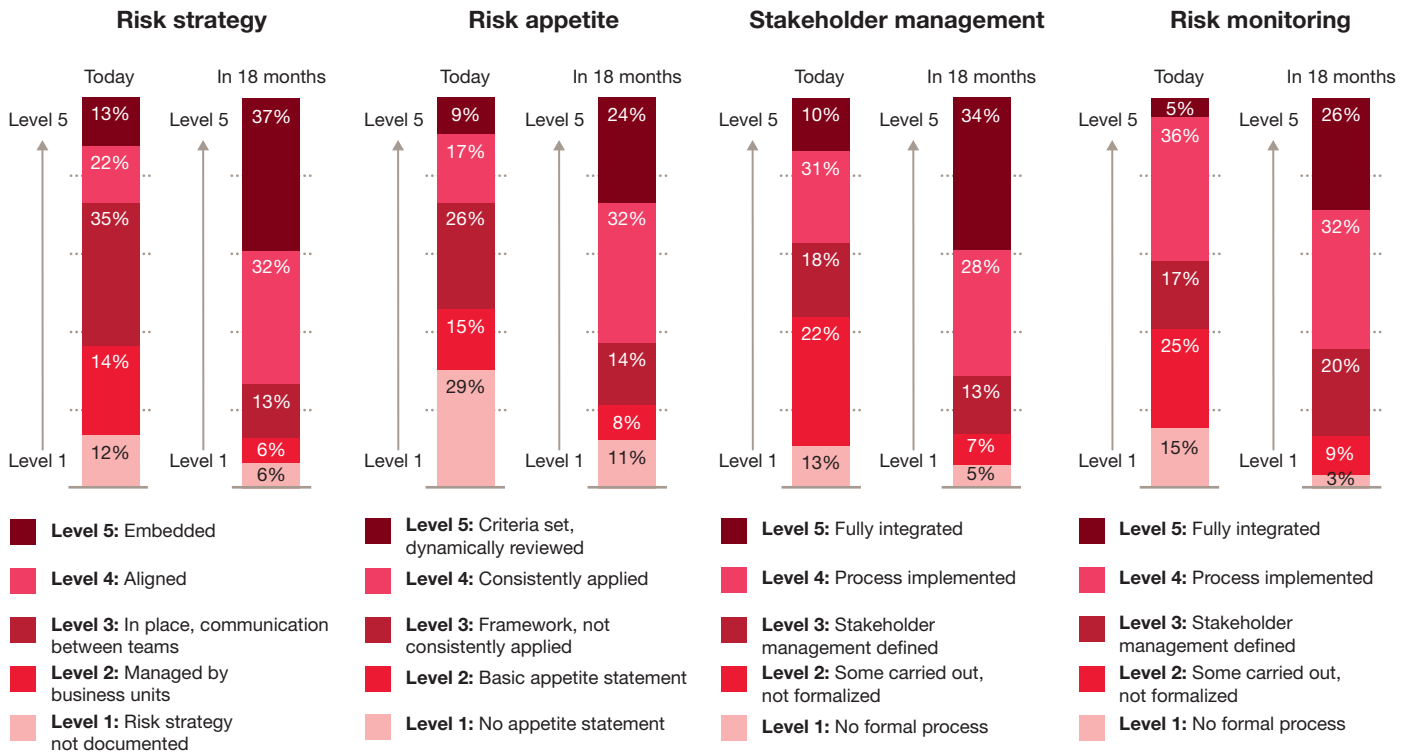 Risk strategy
Today
In 18 months
Level 5
13%
22%
35%
14%
12%
Level 1
Level 5
37%
32%
13%
6%
6%
Level 1
Level 5: Embedded
Level 4: Aligned
Level 3: In place, communication
between teams
Level 2: Managed by
business units
Level 1: Risk strategy
not documented
Risk appetite
Today
In 18 months
Level 5
9%
17%
26%
15%
29%
Level 1
Level 5
24%
32%
14%
8%
11%
Level 1
Level 5: Criteria set,
dynamically reviewed
Level 4: Consistently applied
Level 3: Framework, not
consistently applied
Level 2: Basic appetite statement
Level 1: No appetite statement
Stakeholder management
Today
In 18 months
Level 5
10%
31%
18%
22%
13%
Level 1
Level 5
34%
28%
13%
7%
5%
Level 1
Level 5: Fully integrated
Level 4: Process implemented
Level 3: Stakeholder
management defined
Level 2: Some carried out,
not formalized
Level 1: No formal process
Risk monitoring
Today
In 18 months
Level 5
5%
36%
17%
25%
15%
Level 1
Level 5
26%
32%
20%
9%
3%
Level 1
Level 5: Fully integrated
Level 4: Process implemented
Level 3: Stakeholder
management defined
Level 2: Some carried out,
not formalized
Level 1: No formal process